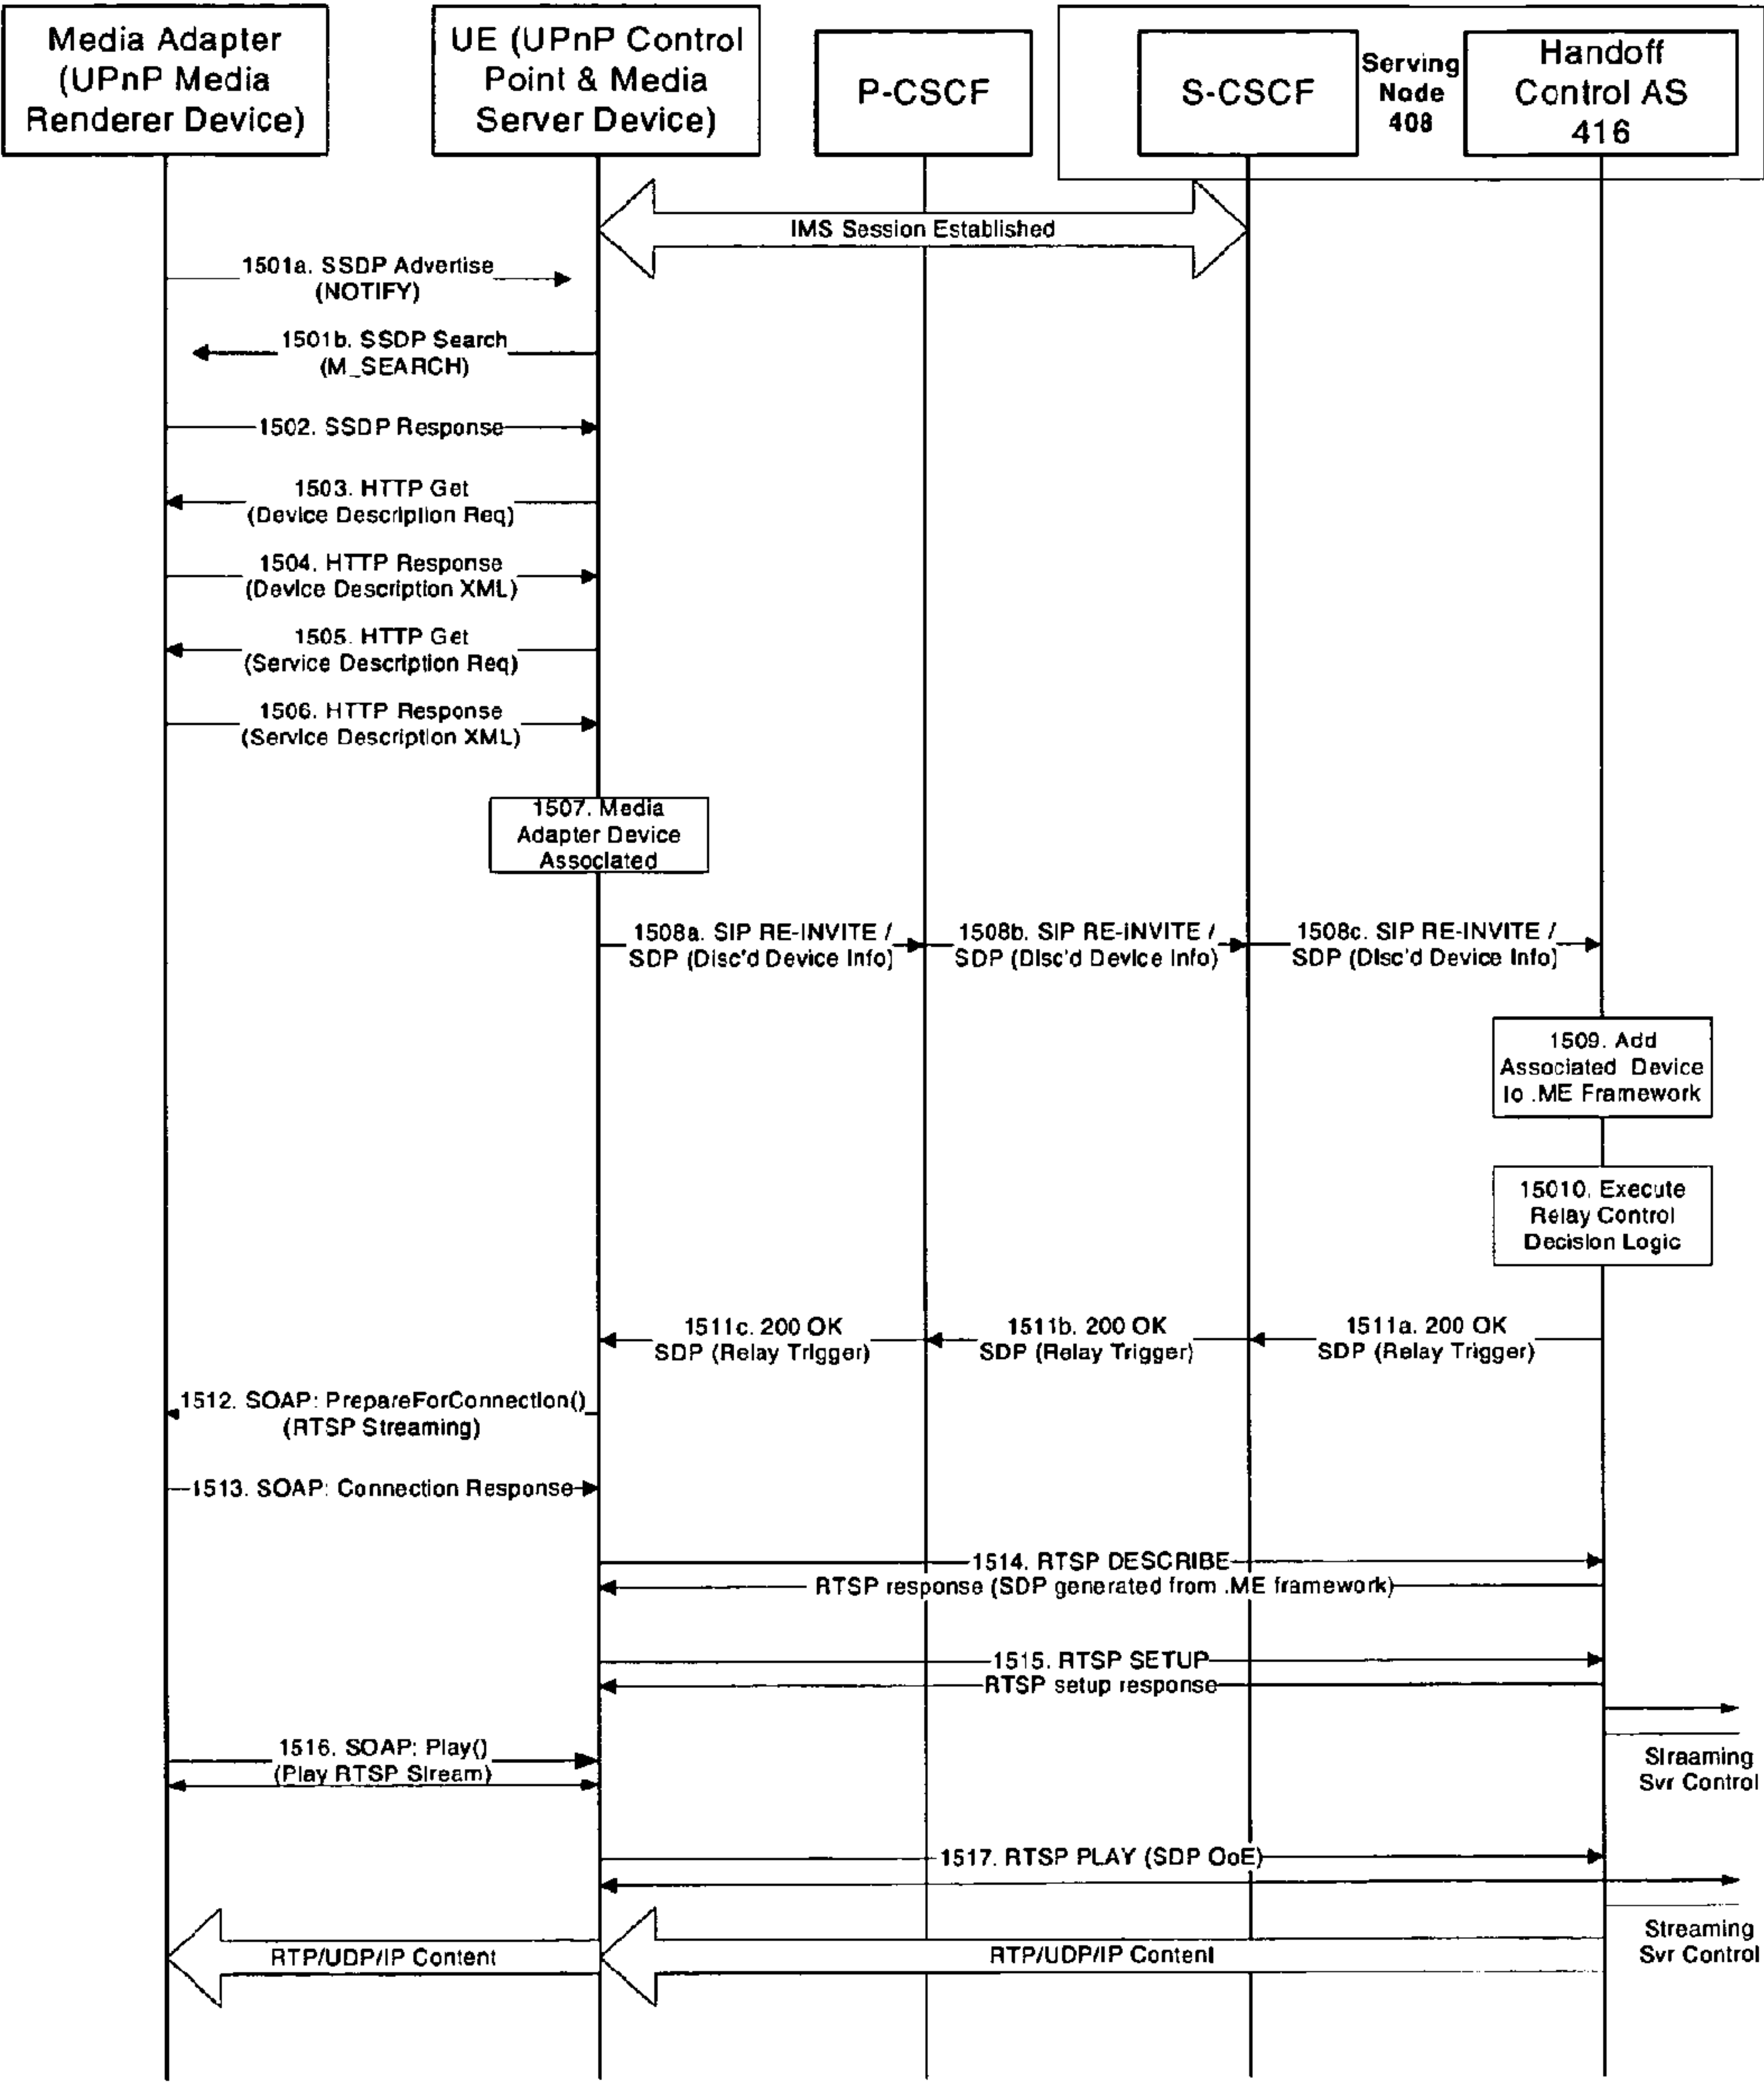 Media Adapter
(UPnP Media
Renderer Device)
UE (UPnP Control
Point & Media
Server Device)
P-CSCF
S-CSCF
Serving
Node
408
Handoff
Control AS
416
IMS Session Established
1501a. SSDP Advertise
(NOTIFY)
1501b. SSDP Search
(M_SEARCH)
1502. SSDP Response
1503. HTTP Get
(Device Description Req)
1504. HTTP Response
(Device Description XML)
1505. HTTP Get
(Service Description Req)
1506. HTTP Response
(Service Description XML)
1507. Media
Adapter Device
Associated
1508a. SIP RE-INVITE /
SDP (Disc'd Device Info)
1508b. SIP RE-INVITE /
SDP (Disc'd Device Info)
1508c. SIP RE-INVITE /
SDP (Disc'd Device Info)
1509. Add
Associated Device
to .ME Framework
15010. Execute
Relay Control
Decision Logic
1511c. 200 OK
SDP (Relay Trigger)
1511b. 200 OK
SDP (Relay Trigger)
1511a. 200 OK
SDP (Relay Trigger)
1512. SOAP: PrepareForConnection()
(RTSP Streaming)
1513. SOAP: Connection Response
1514. RTSP DESCRIBE
RTSP response (SDP generated from .ME framework)
1515. RTSP SETUP
RTSP setup response
1516. SOAP: Play()
(Play RTSP Stream)
Streaming
Svr Control
1517. RTSP PLAY (SDP OoE)
Streaming
Svr Control
RTP/UDP/IP Content
RTP/UDP/IP Content